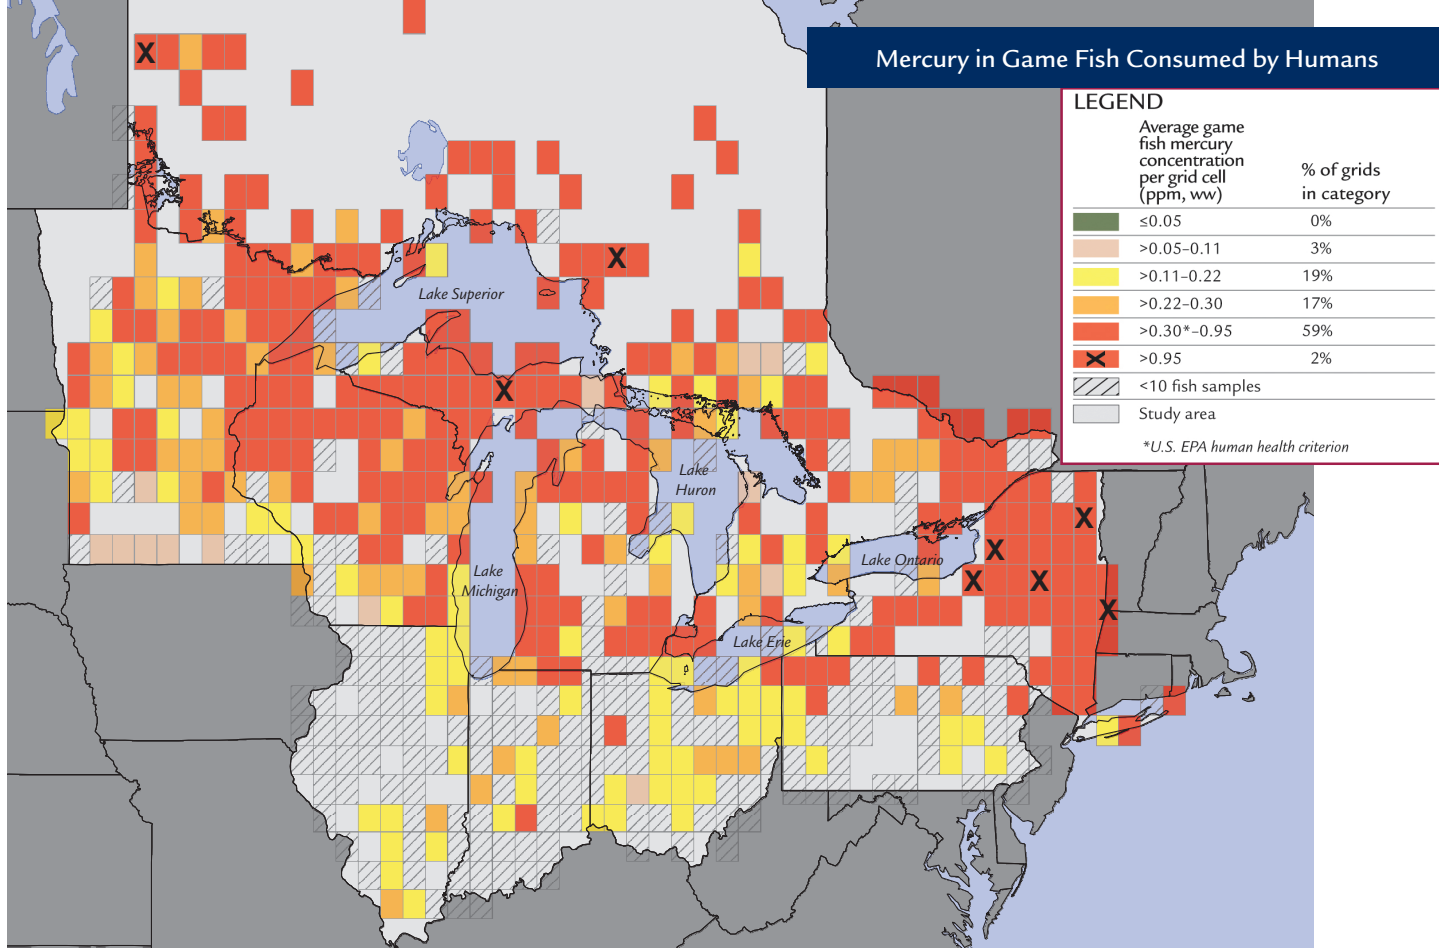 Mercury in Game Fish Consumed by Humans
LEGEND
Average game
fish mercury
concentration
per grid cell
(ppm, ww)
% of grids
in category
≤0.05 0%
>0.05–0.11 3%
>0.11–0.22 19%
>0.22–0.30 17%
>0.30*–0.95 59%
X >0.95 2%
<10 fish samples
Study area
*U.S. EPA human health criterion
X
X
Lake Superior
X
Lake
Huron
X
X
Lake Ontario
Lake
Michigan
X
X
X
Lake Erie